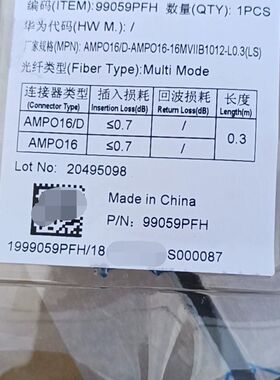 编码(ITEM):99059PFH 数量(QTY): 1PCS
华为代码(HW M.): /
厂家规格(MPN): AMPO16/D-AMPO16-16MVIIB1012-L0.3(LS)
光纤类型(Fiber Type): Multi Mode
连接器类型 插入损耗 回波损耗 长度
(Connector Type) Insertion Loss(dB) Return Loss(dB) Length(m)
AMPO16/D ≤0.7 / 0.3
AMPO16 ≤0.7 /
Lot No: 20495098
Made in China
P/N: 99059PFH
1999059PFH/18 S000087